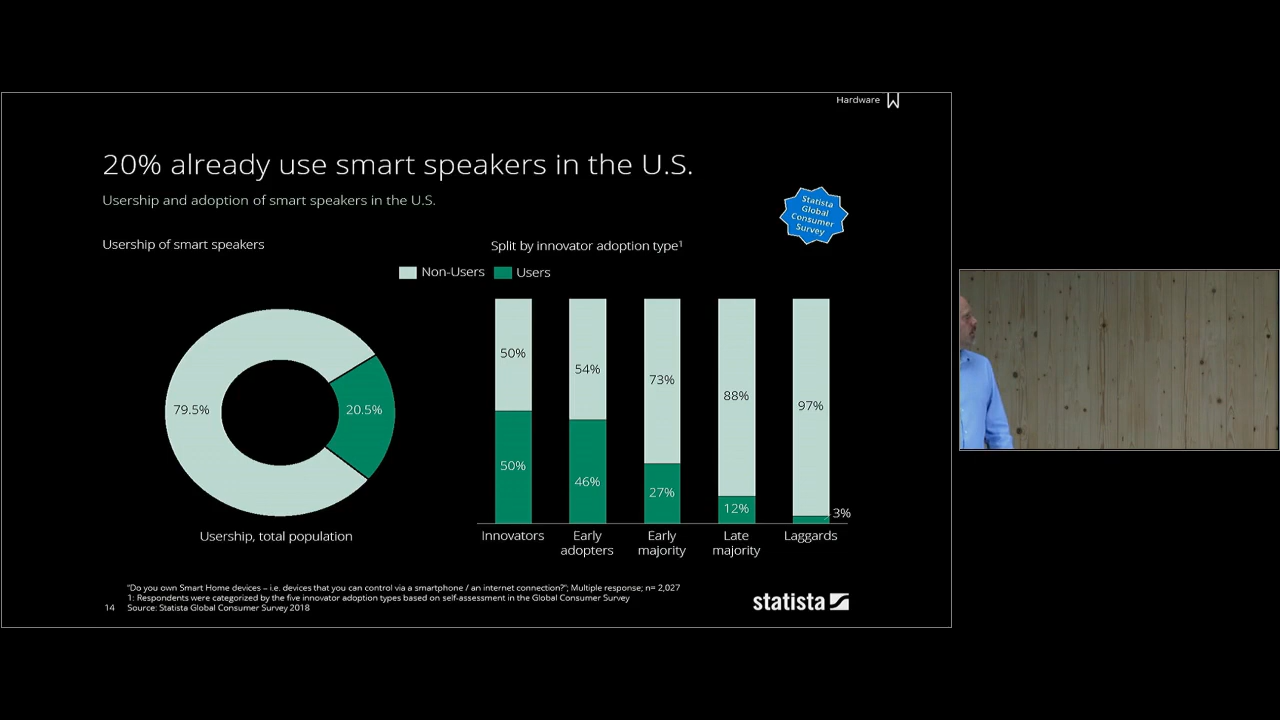 Hardware
20% already use smart speakers in the U.S.
Usership and adoption of smart speakers in the U.S.
Statista
Global
Consumer
Survey
Usership of smart speakers
Split by innovator adoption type¹
Non-Users
Users
79.5%
20.5%
Usership, total population
50%
54%
73%
88%
97%
50%
46%
27%
12%
3%
Innovators
Early
adopters
Early
majority
Late
majority
Laggards
"Do you own Smart Home devices – i.e. devices that you can control via a smartphone / an internet connection?"; Multiple response; n= 2,027
1: Respondents were categorized by the five innovator adoption types based on self-assessment in the Global Consumer Survey
14 Source: Statista Global Consumer Survey 2018
statista